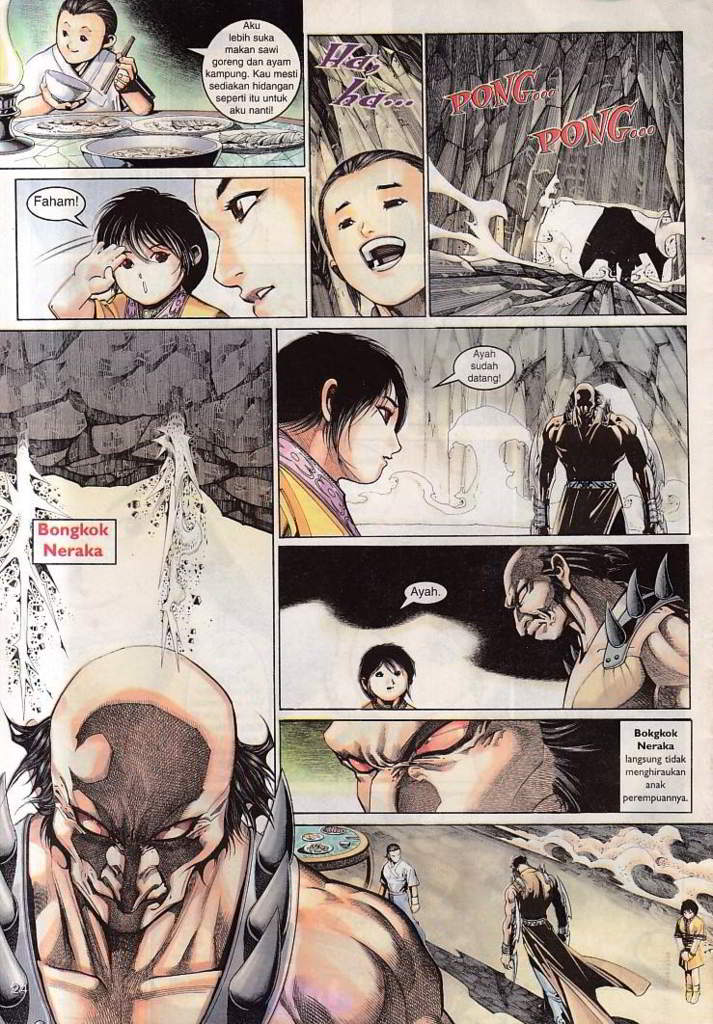 Aku
lebih suka
makan sawi
goreng dan ayam
kampung. Kau mesti
sediakan hidangan
seperti itu untuk
aku nanti!
Ha,
ha...
PONG...
PONG...
Faham!
Ayah
sudah
datang!
Bongkok
Neraka
Ayah.
Bokgkok
Neraka
langsung tidak
menghiraukan
anak
perempuannya.
24